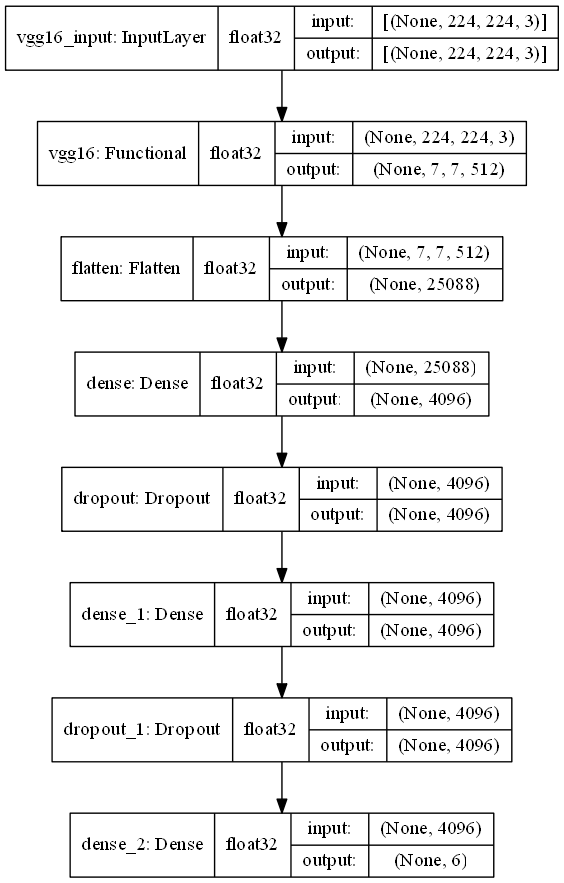 vgg16_input: InputLayer float32 input: [(None, 224, 224, 3)]
output: [(None, 224, 224, 3)]
vgg16: Functional float32 input: (None, 224, 224, 3)
output: (None, 7, 7, 512)
flatten: Flatten float32 input: (None, 7, 7, 512)
output: (None, 25088)
dense: Dense float32 input: (None, 25088)
output: (None, 4096)
dropout: Dropout float32 input: (None, 4096)
output: (None, 4096)
dense_1: Dense float32 input: (None, 4096)
output: (None, 4096)
dropout_1: Dropout float32 input: (None, 4096)
output: (None, 4096)
dense_2: Dense float32 input: (None, 4096)
output: (None, 6)